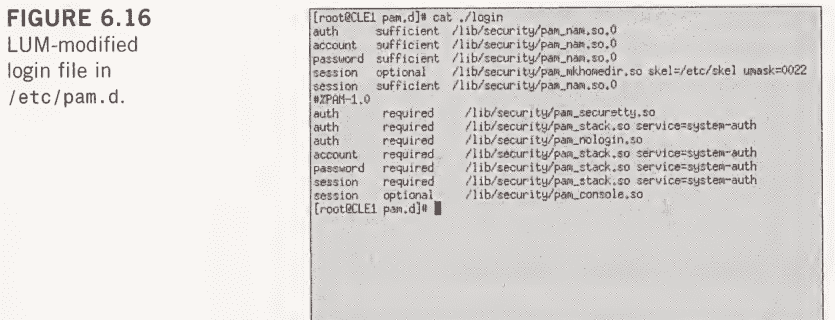 FIGURE 6.16
LUM-modified
login file in
/etc/pam.d.
[root@CLE1 pam.d]# cat ./login
auth sufficient /lib/security/pam_nam.so.0
account sufficient /lib/security/pam_nam.so.0
password sufficient /lib/security/pam_nam.so.0
session optional /lib/security/pam_mkhomedir.so skel=/etc/skel umask=0022
session sufficient /lib/security/pam_nam.so.0
#%PAM-1.0
auth required /lib/security/pam_securetty.so
auth required /lib/security/pam_stack.so service=system-auth
auth required /lib/security/pam_nologin.so
account required /lib/security/pam_stack.so service=system-auth
password required /lib/security/pam_stack.so service=system-auth
session required /lib/security/pam_stack.so service=system-auth
session optional /lib/security/pam_console.so
[root@CLE1 pam.d]#